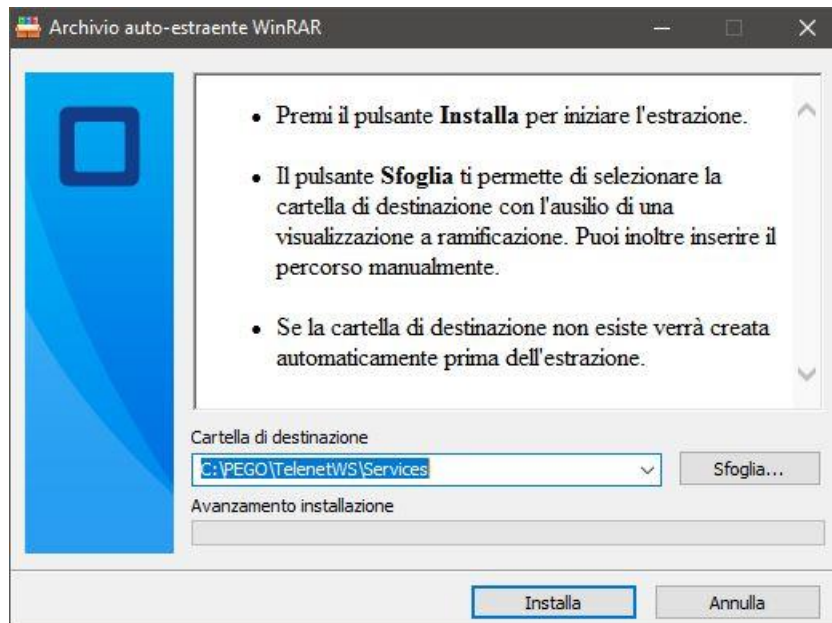 Archivio auto-estraente WinRAR
• Premi il pulsante Installa per iniziare l'estrazione.
• Il pulsante Sfoglia ti permette di selezionare la
cartella di destinazione con l'ausilio di una
visualizzazione a ramificazione. Puoi inoltre inserire il
percorso manualmente.
• Se la cartella di destinazione non esiste verrà creata
automaticamente prima dell'estrazione.
Cartella di destinazione
C:\PEGO\TelenetWS\Services
Sfoglia...
Avanzamento installazione
Installa
Annulla